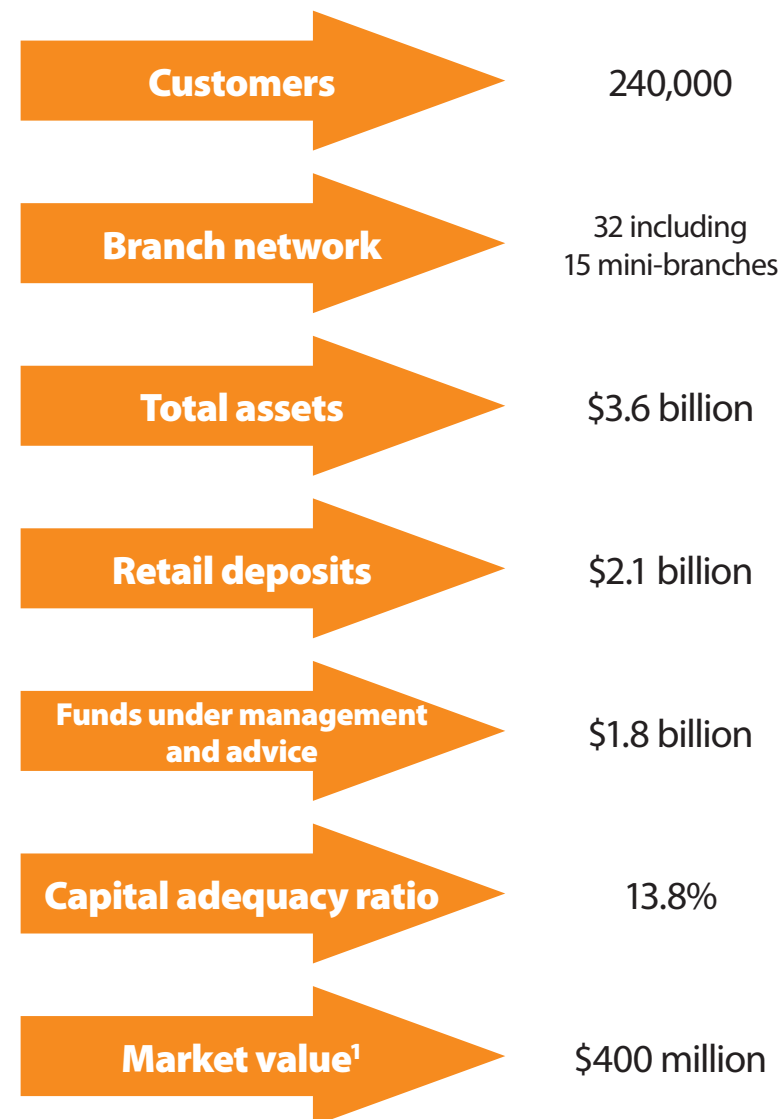 Customers
240,000
Branch network
32 including
15 mini-branches
Total assets
$3.6 billion
Retail deposits
$2.1 billion
Funds under management
and advice
$1.8 billion
Capital adequacy ratio
13.8%
Market value¹
$400 million